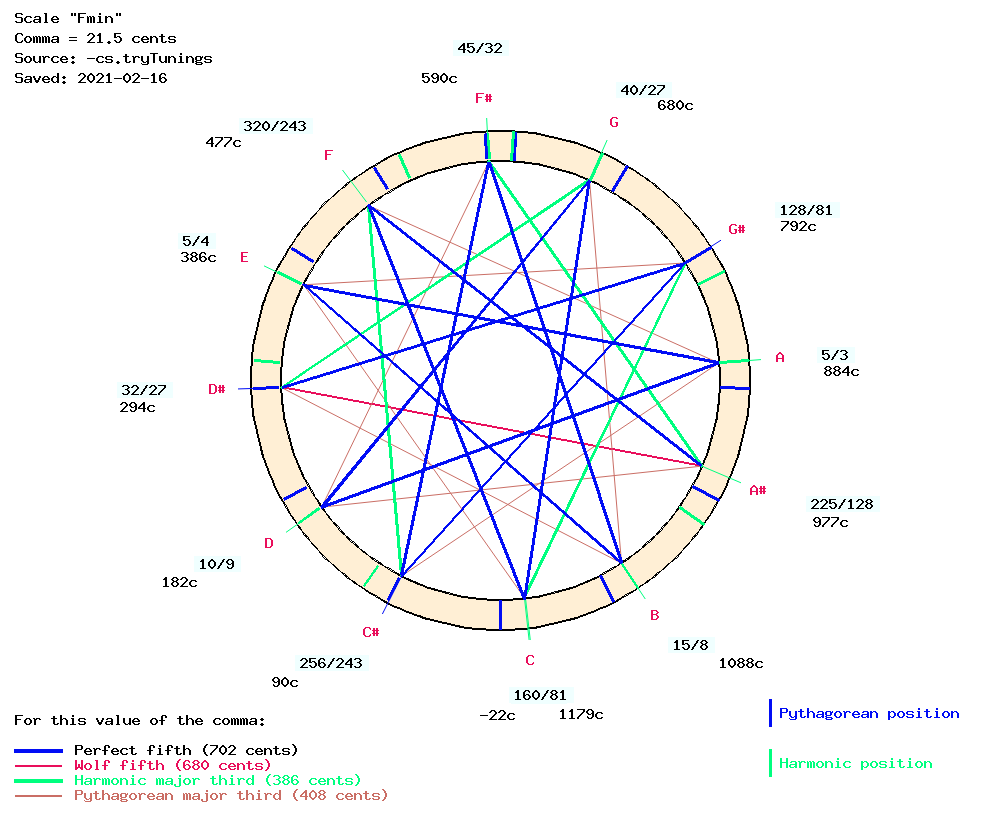 Scale "Fmin"
Comma = 21.5 cents
Source: -cs.tryTunings
Saved: 2021-02-16
45/32
590c
F#
40/27
680c
G
320/243
477c
F
128/81
792c
G#
5/4
386c
E
5/3
884c
A
32/27
294c
D#
225/128
977c
A#
10/9
182c
D
15/8
1088c
B
256/243
90c
C#
C
160/81
-22c 1179c
For this value of the comma:
Perfect fifth (702 cents)
Wolf fifth (680 cents)
Harmonic major third (386 cents)
Pythagorean major third (408 cents)
Pythagorean position
Harmonic position